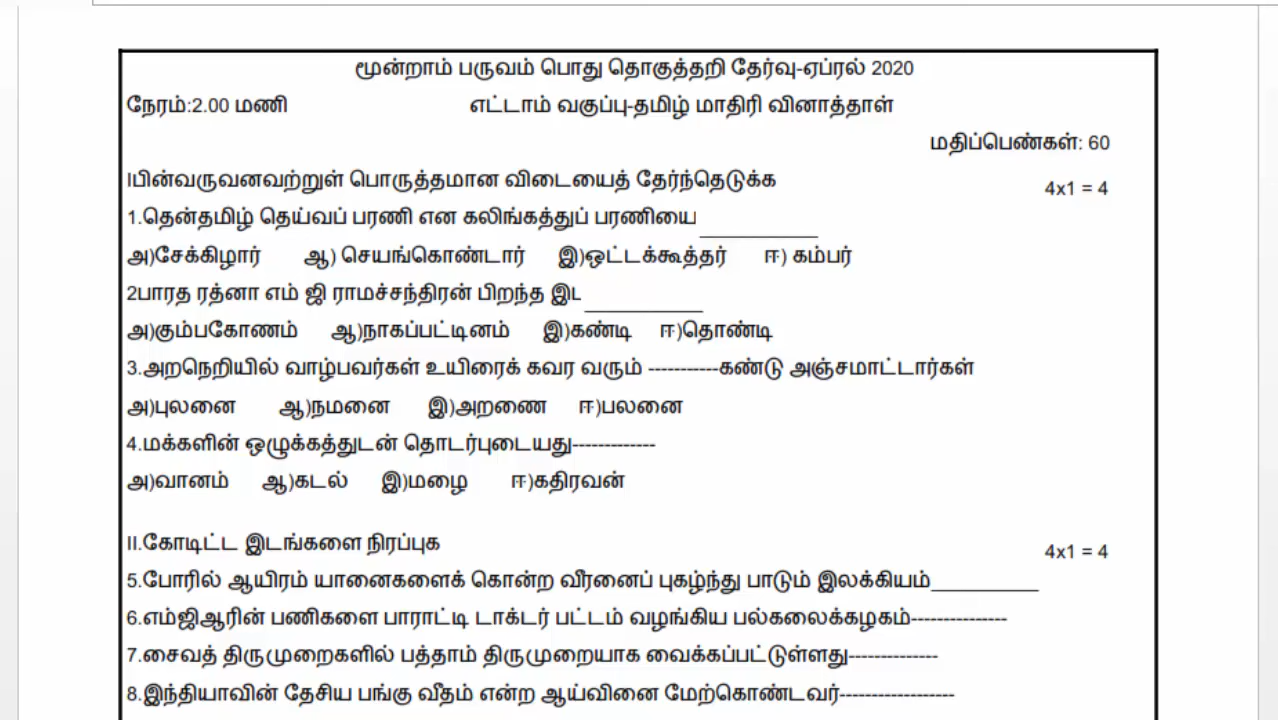 மூன்றாம் பருவம் பொது தொகுத்தறி தேர்வு-ஏப்ரல் 2020
நேரம்:2.00 மணி எட்டாம் வகுப்பு-தமிழ் மாதிரி வினாத்தாள்
மதிப்பெண்கள்: 60
Iபின்வருவனவற்றுள் பொருத்தமான விடையைத் தேர்ந்தெடுக்க 4x1 = 4
1.தென்தமிழ் தெய்வப் பரணி என கலிங்கத்துப் பரணியை __________
அ)சேக்கிழார் ஆ) செயங்கொண்டார் இ)ஒட்டக்கூத்தர் ஈ) கம்பர்
2பாரத ரத்னா எம் ஜி ராமச்சந்திரன் பிறந்த இட __________
அ)கும்பகோணம் ஆ)நாகப்பட்டினம் இ)கண்டி ஈ)தொண்டி
3.அறநெறியில் வாழ்பவர்கள் உயிரைக் கவர வரும் -----------கண்டு அஞ்சமாட்டார்கள்
அ)புலனை ஆ)நமனை இ)அறணை ஈ)பலனை
4.மக்களின் ஒழுக்கத்துடன் தொடர்புடையது-------------
அ)வானம் ஆ)கடல் இ)மழை ஈ)கதிரவன்
II.கோடிட்ட இடங்களை நிரப்புக 4x1 = 4
5.போரில் ஆயிரம் யானைகளைக் கொன்ற வீரனைப் புகழ்ந்து பாடும் இலக்கியம்_________
6.எம்ஜிஆரின் பணிகளை பாராட்டி டாக்டர் பட்டம் வழங்கிய பல்கலைக்கழகம்---------------
7.சைவத் திருமுறைகளில் பத்தாம் திருமுறையாக வைக்கப்பட்டுள்ளது--------------
8.இந்தியாவின் தேசிய பங்கு வீதம் என்ற ஆய்வினை மேற்கொண்டவர்------------------